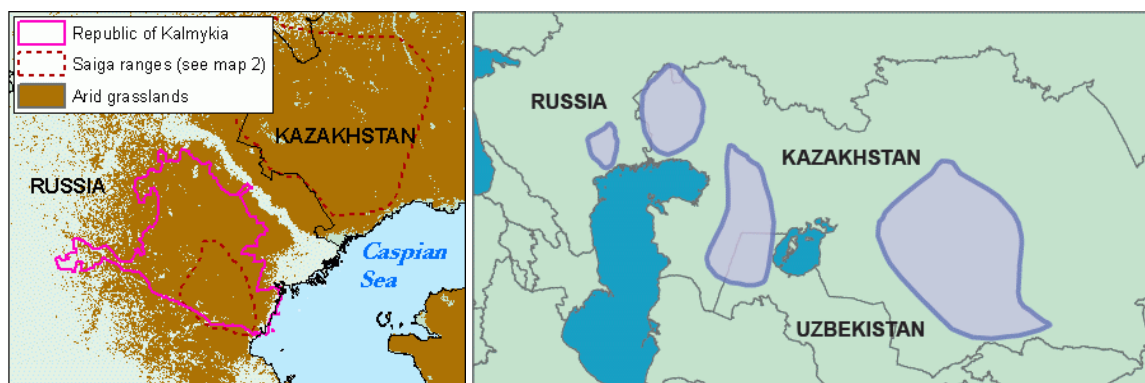 Republic of Kalmykia
Saiga ranges (see map 2)
Arid grasslands
KAZAKHSTAN
RUSSIA
Caspian
Sea
RUSSIA
KAZAKHSTAN
UZBEKISTAN